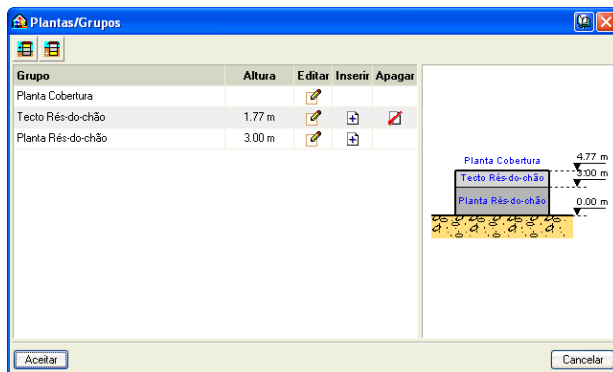 Plantas/Grupos
Grupo Altura Editar Inserir Apagar
Planta Cobertura
Tecto Rés-do-chão 1.77 m
Planta Rés-do-chão 3.00 m
Planta Cobertura 4.77 m
Tecto Rés-do-chão 3.00 m
Planta Rés-do-chão 0.00 m
Aceitar Cancelar